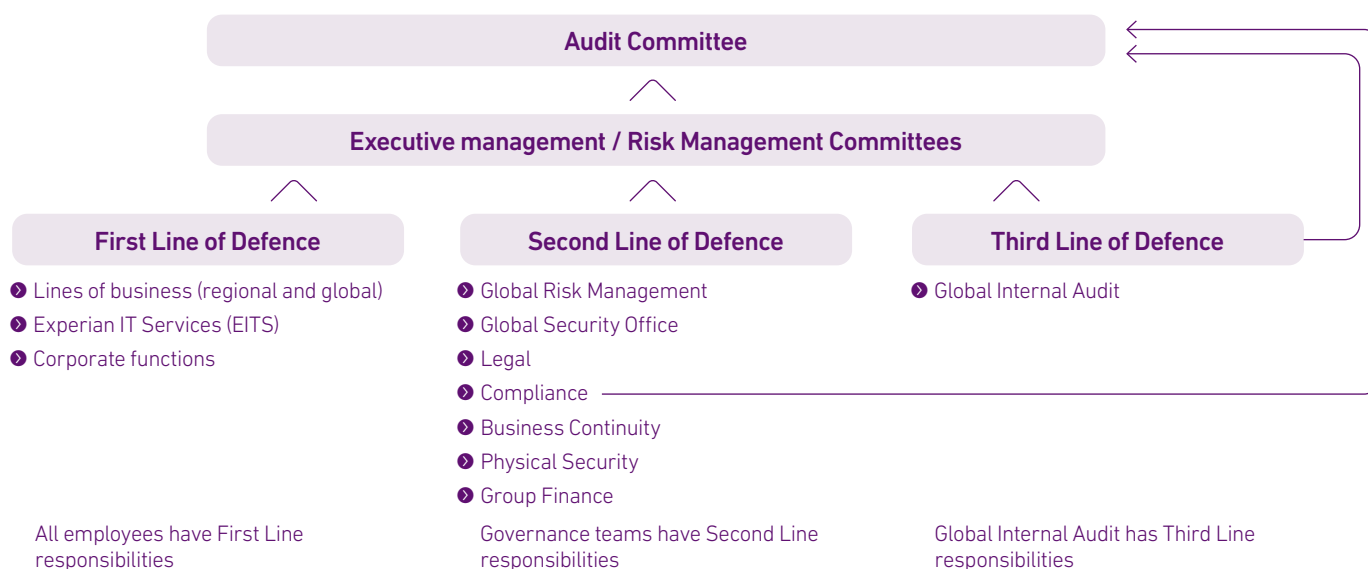 Audit Committee
Executive management / Risk Management Committees
First Line of Defence
Lines of business (regional and global)
Experian IT Services (EITS)
Corporate functions
All employees have First Line
responsibilities
Second Line of Defence
Global Risk Management
Global Security Office
Legal
Compliance
Business Continuity
Physical Security
Group Finance
Governance teams have Second Line
responsibilities
Third Line of Defence
Global Internal Audit
Global Internal Audit has Third Line
responsibilities